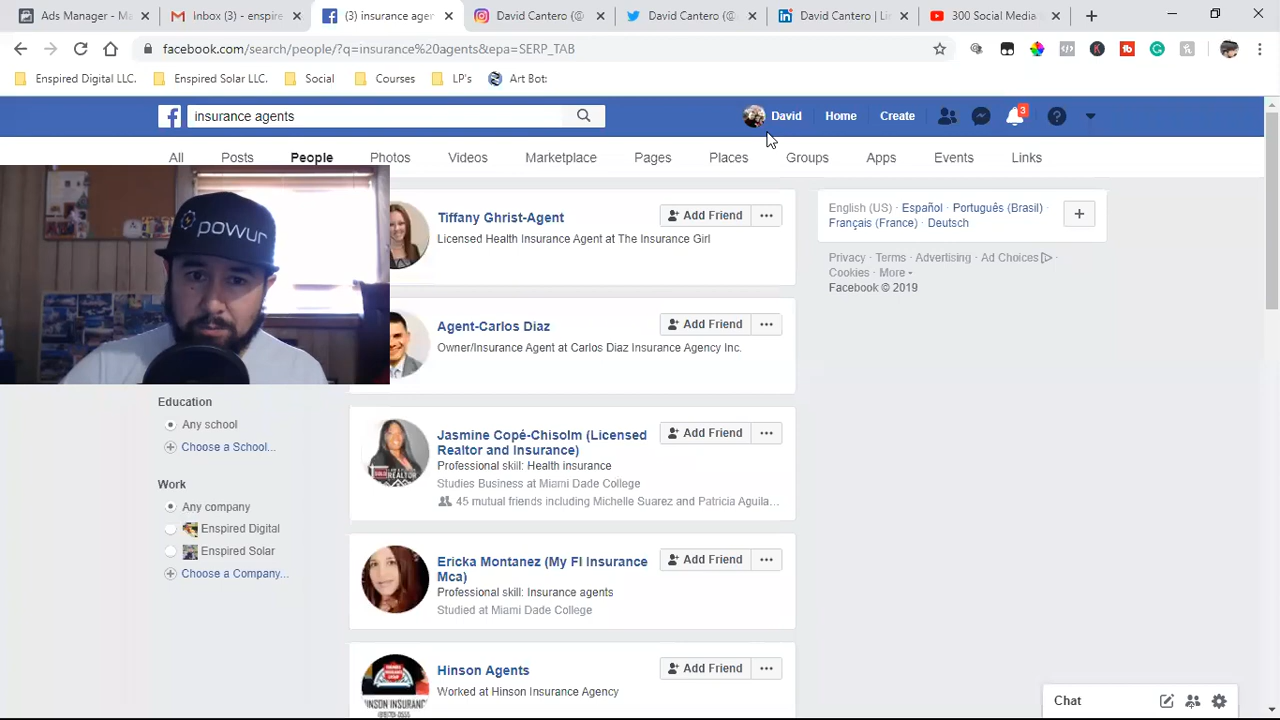 Ads Manager - Ma
Inbox (3) - enspire
(3) insurance agen
David Cantero (@
David Cantero (@
David Cantero | Lin
300 Social Media
facebook.com/search/people/?q=insurance%20agents&epa=SERP_TAB
Enspired Digital LLC.
Enspired Solar LLC.
Social
Courses
LP's
Art Bot:
insurance agents
David
Home
Create
3
All
Posts
People
Photos
Videos
Marketplace
Pages
Places
Groups
Apps
Events
Links
powur
Tiffany Ghrist-Agent
Add Friend
Licensed Health Insurance Agent at The Insurance Girl
Agent-Carlos Diaz
Add Friend
Owner/Insurance Agent at Carlos Diaz Insurance Agency Inc.
Jasmine Copé-Chisolm (Licensed
Realtor and Insurance)
Add Friend
Professional skill: Health insurance
Studies Business at Miami Dade College
45 mutual friends including Michelle Suarez and Patricia Aguila...
Ericka Montanez (My Fl Insurance
Mca)
Add Friend
Professional skill: Insurance agents
Studied at Miami Dade College
Hinson Agents
Add Friend
Worked at Hinson Insurance Agency
Education
Any school
Choose a School...
Work
Any company
Enspired Digital
Enspired Solar
Choose a Company...
English (US) · Español · Português (Brasil) ·
Français (France) · Deutsch
Privacy · Terms · Advertising · Ad Choices ·
Cookies · More
Facebook © 2019
Chat